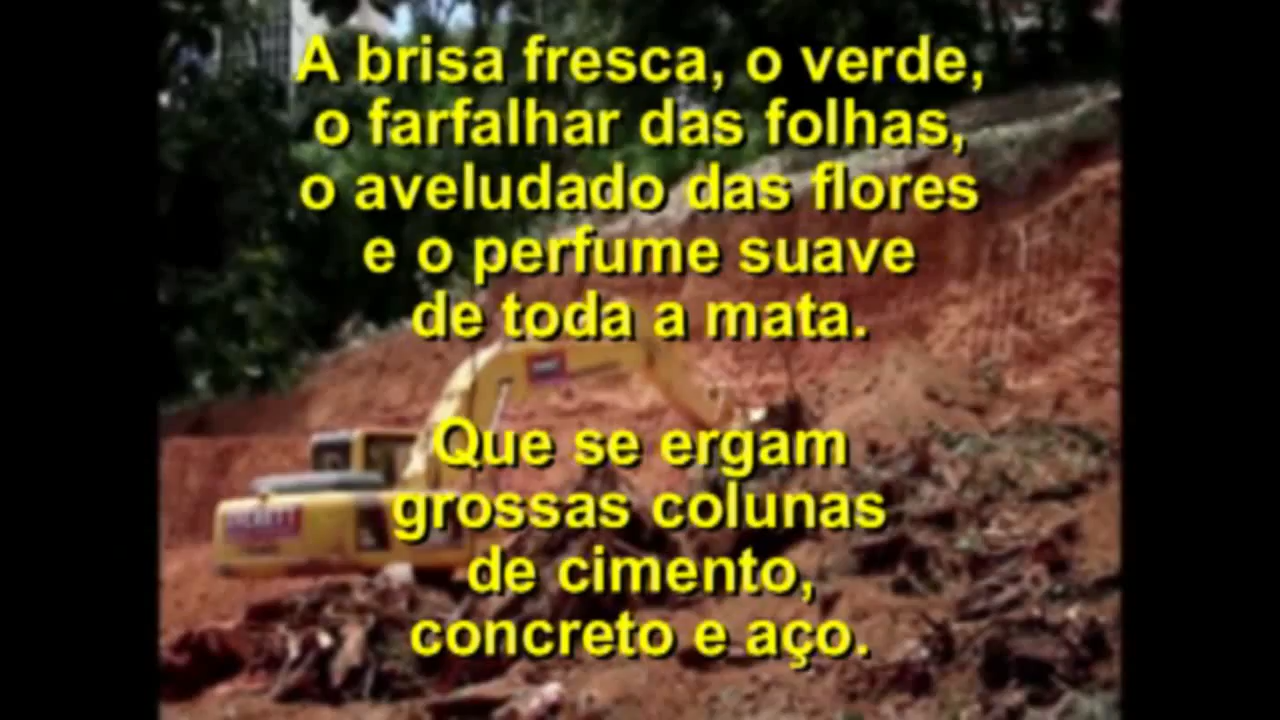 A brisa fresca, o verde,
o farfalhar das folhas,
o aveludado das flores
e o perfume suave
de toda a mata.
Que se ergam
grossas colunas
de cimento,
concreto e aço.